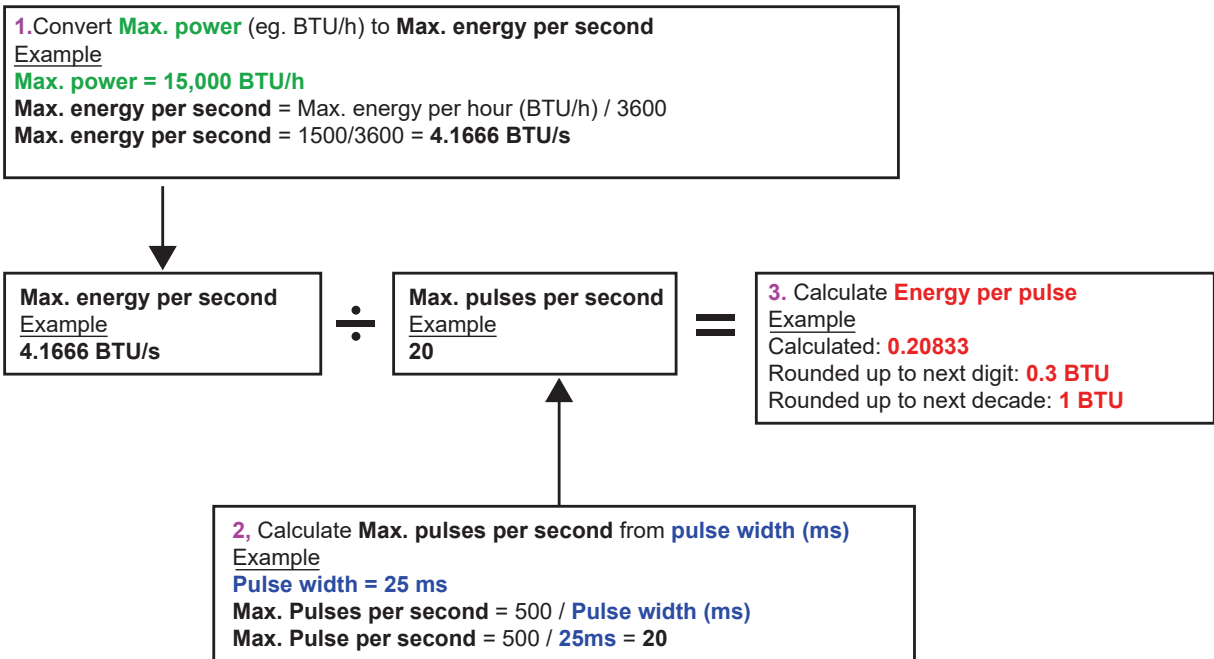 1.Convert Max. power (eg. BTU/h) to Max. energy per second
Example
Max. power = 15,000 BTU/h
Max. energy per second = Max. energy per hour (BTU/h) / 3600
Max. energy per second = 1500/3600 = 4.1666 BTU/s
Max. energy per second
Example
4.1666 BTU/s
÷
Max. pulses per second
Example
20
=
3. Calculate Energy per pulse
Example
Calculated: 0.20833
Rounded up to next digit: 0.3 BTU
Rounded up to next decade: 1 BTU
2, Calculate Max. pulses per second from pulse width (ms)
Example
Pulse width = 25 ms
Max. Pulses per second = 500 / Pulse width (ms)
Max. Pulse per second = 500 / 25ms = 20